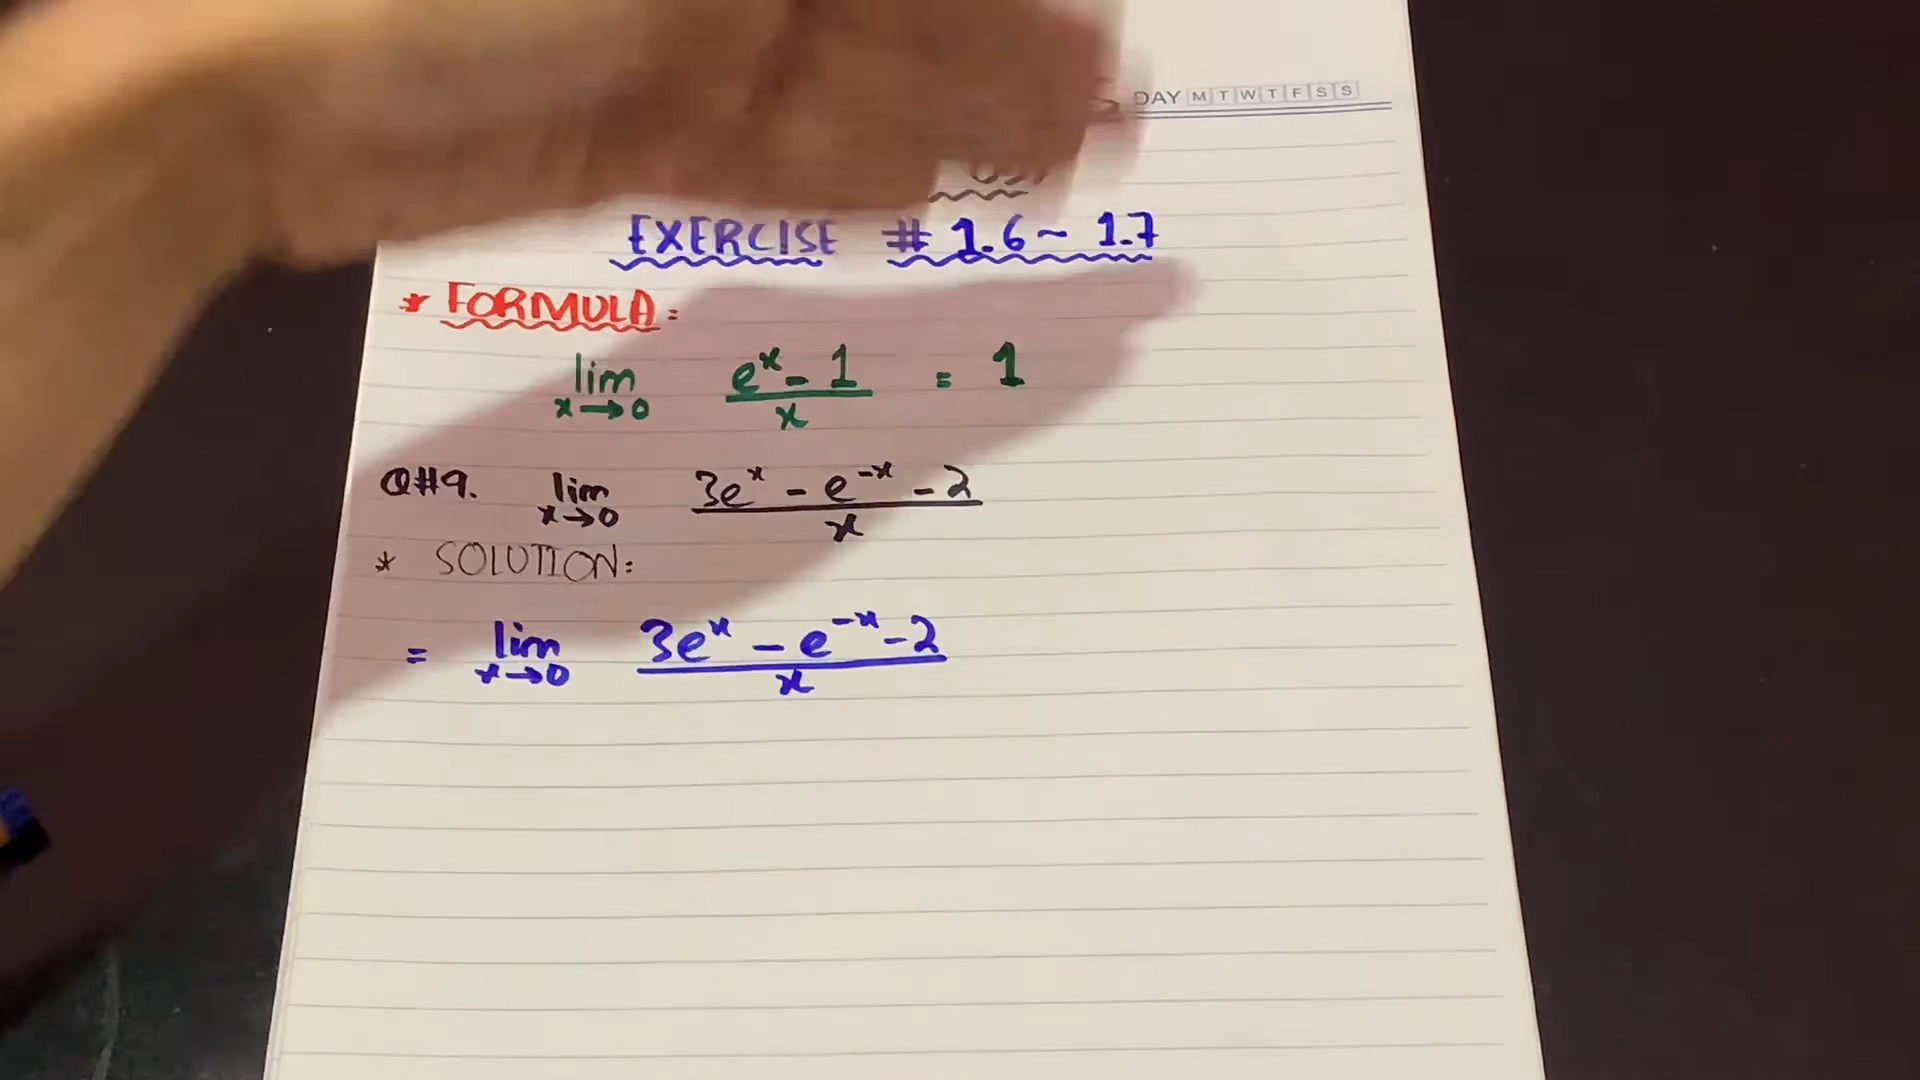 DAY M T W T F S S
EXERCISE # 1.6 ~ 1.7
* FORMULA:
lim x→0 (e^x - 1)/x = 1
Q#9. lim x→0 (3e^x - e^-x - 2)/x
* SOLUTION:
= lim x→0 (3e^x - e^-x - 2)/x